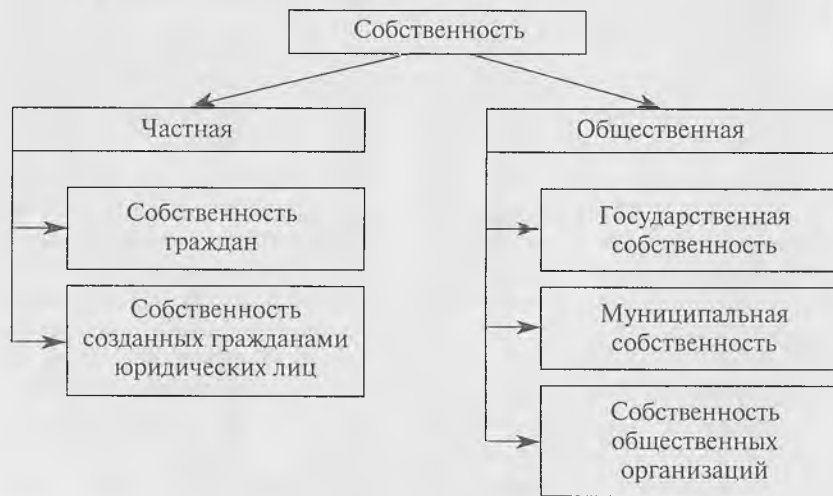 Собственность
Частная
Собственность
граждан
Собственность
созданных гражданами
юридических лиц
Общественная
Государственная
собственность
Муниципальная
собственность
Собственность
общественных
организаций